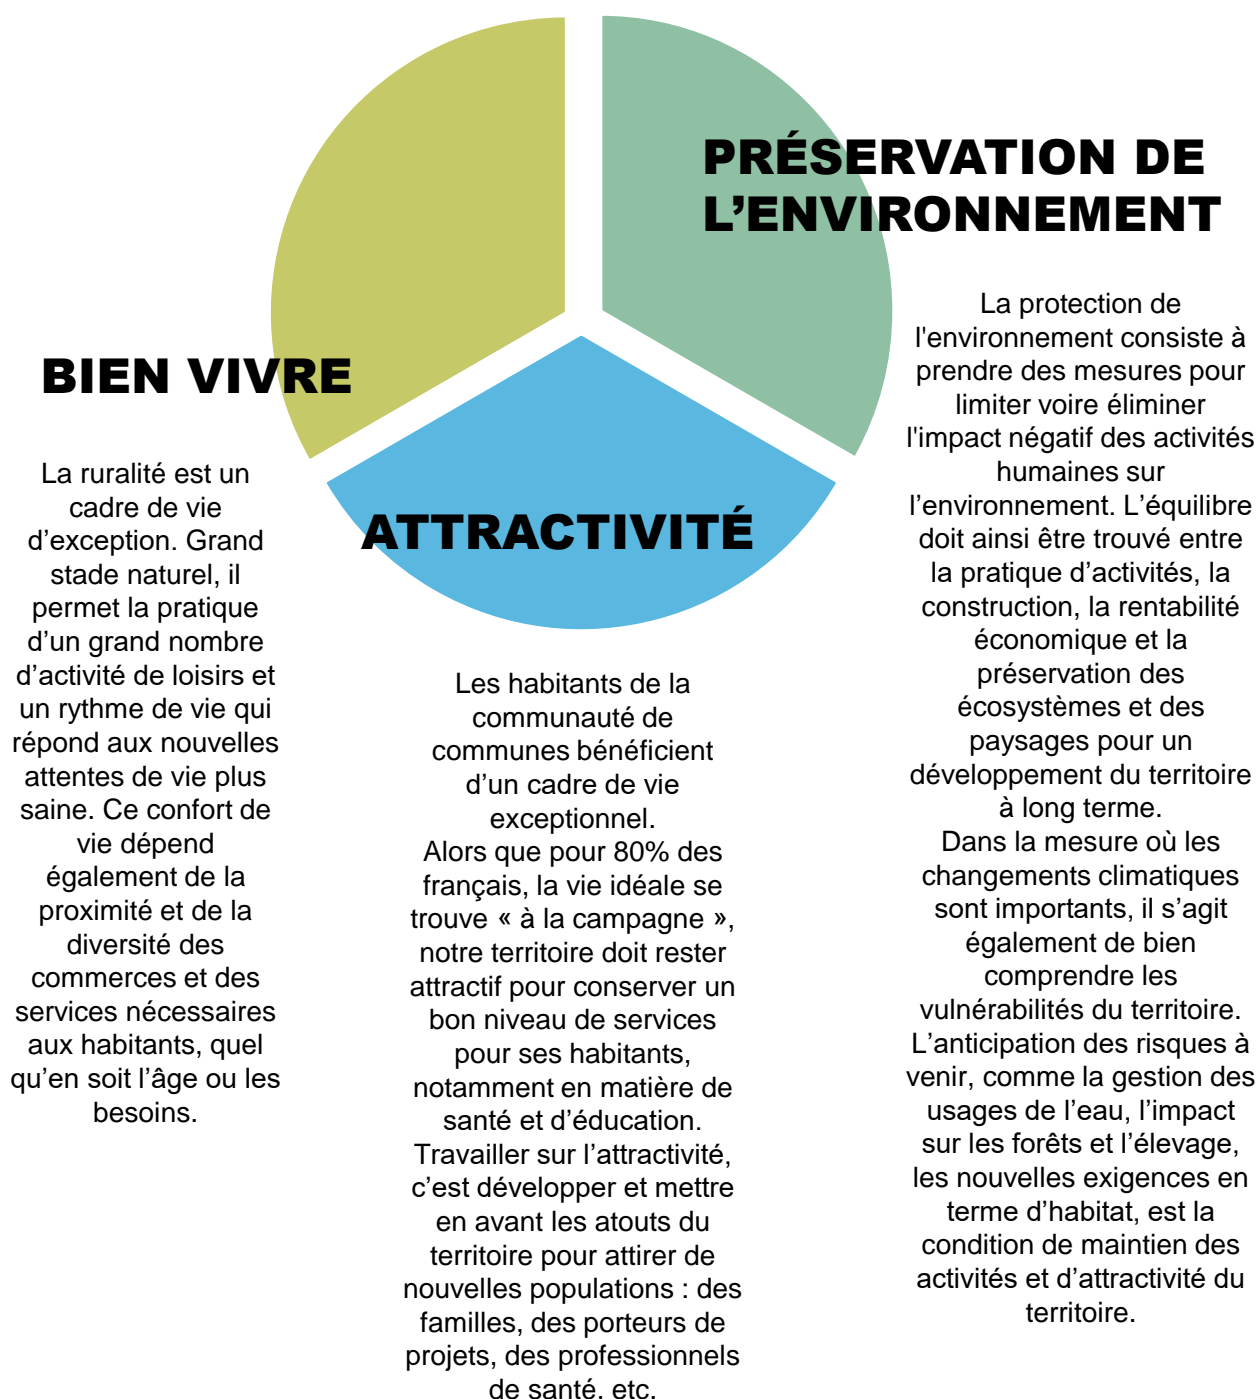 PRÉSERVATION DE
L’ENVIRONNEMENT
La protection de
l'environnement consiste à
prendre des mesures pour
limiter voire éliminer
l'impact négatif des activités
humaines sur
l’environnement. L’équilibre
doit ainsi être trouvé entre
la pratique d’activités, la
construction, la rentabilité
économique et la
préservation des
écosystèmes et des
paysages pour un
développement du territoire
à long terme.
Dans la mesure où les
changements climatiques
sont importants, il s’agit
également de bien
comprendre les
vulnérabilités du territoire.
L’anticipation des risques à
venir, comme la gestion des
usages de l’eau, l’impact
sur les forêts et l’élevage,
les nouvelles exigences en
terme d’habitat, est la
condition de maintien des
activités et d’attractivité du
territoire.
BIEN VIVRE
La ruralité est un
cadre de vie
d’exception. Grand
stade naturel, il
permet la pratique
d’un grand nombre
d’activité de loisirs et
un rythme de vie qui
répond aux nouvelles
attentes de vie plus
saine. Ce confort de
vie dépend
également de la
proximité et de la
diversité des
commerces et des
services nécessaires
aux habitants, quel
qu’en soit l’âge ou les
besoins.
ATTRACTIVITÉ
Les habitants de la
communauté de
communes bénéficient
d’un cadre de vie
exceptionnel.
Alors que pour 80% des
français, la vie idéale se
trouve « à la campagne »,
notre territoire doit rester
attractif pour conserver un
bon niveau de services
pour ses habitants,
notamment en matière de
santé et d’éducation.
Travailler sur l’attractivité,
c’est développer et mettre
en avant les atouts du
territoire pour attirer de
nouvelles populations : des
familles, des porteurs de
projets, des professionnels
de santé, etc.